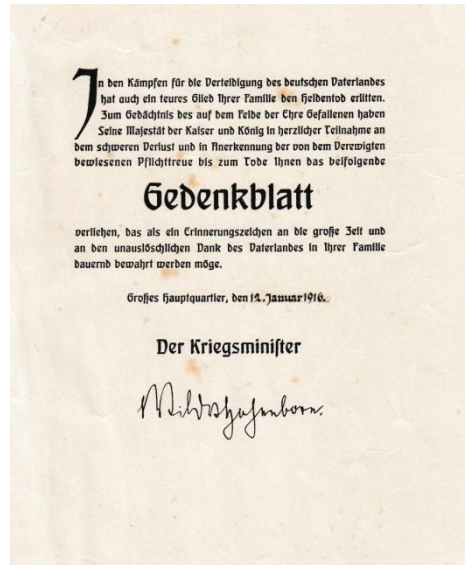 In den Kämpfen für die Verteidigung des deutschen Vaterlandes
hat auch ein teures Glied Ihrer Familie den Heldentod erlitten.
Zum Gedächtnis des auf dem Felde der Ehre Gefallenen haben
Seine Majestät der Kaiser und König in herzlicher Teilnahme an
dem schweren Verlust und in Anerkennung der von dem Verewigten
bewiesenen Pflichttreue bis zum Tode Ihnen das beifolgende
Gedenkblatt
verliehen, das als ein Erinnerungszeichen an die große Zeit und
an den unauslöschlichen Dank des Vaterlandes in Ihrer Familie
dauernd bewahrt werden möge.
Großes Hauptquartier, den 12. Januar 1916.
Der Kriegsminister
Wild v Hohenborn.